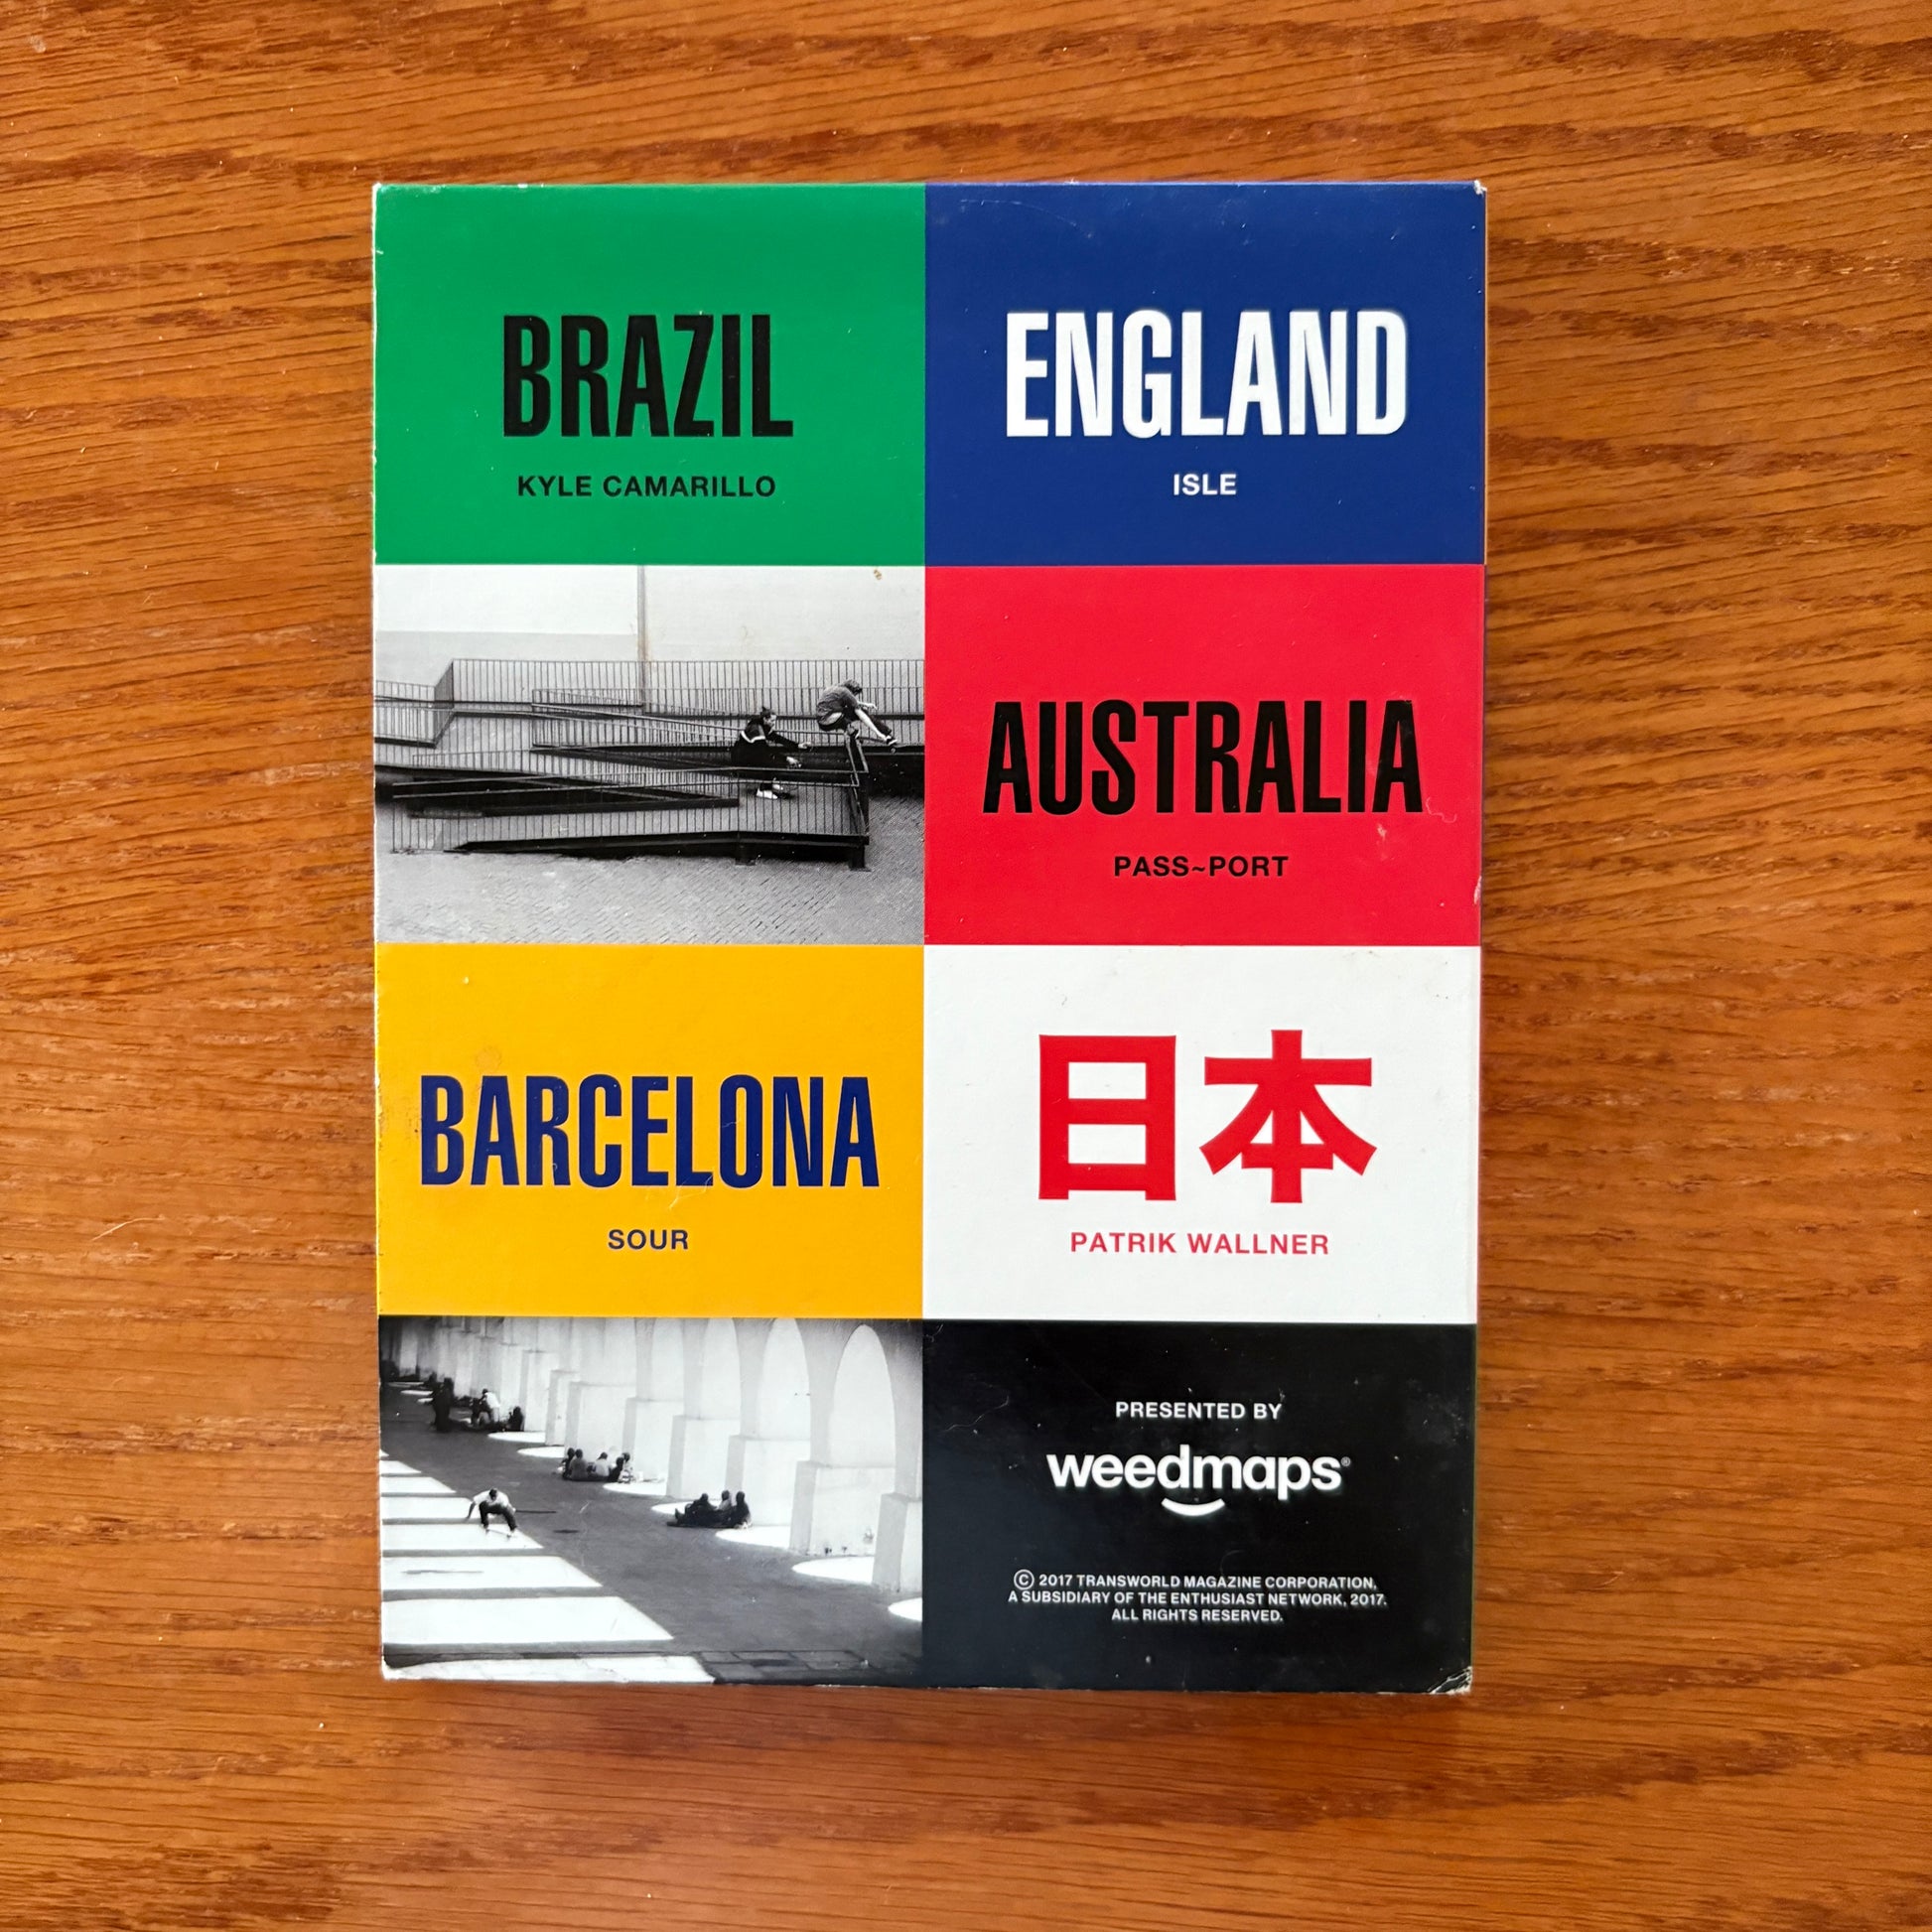 BRAZIL
KYLE CAMARILLO
ENGLAND
ISLE
AUSTRALIA
PASS~PORT
BARCELONA
SOUR
日本
PATRIK WALLNER
PRESENTED BY
weedmaps®
© 2017 TRANSWORLD MAGAZINE CORPORATION,
A SUBSIDIARY OF THE ENTHUSIAST NETWORK, 2017.
ALL RIGHTS RESERVED.